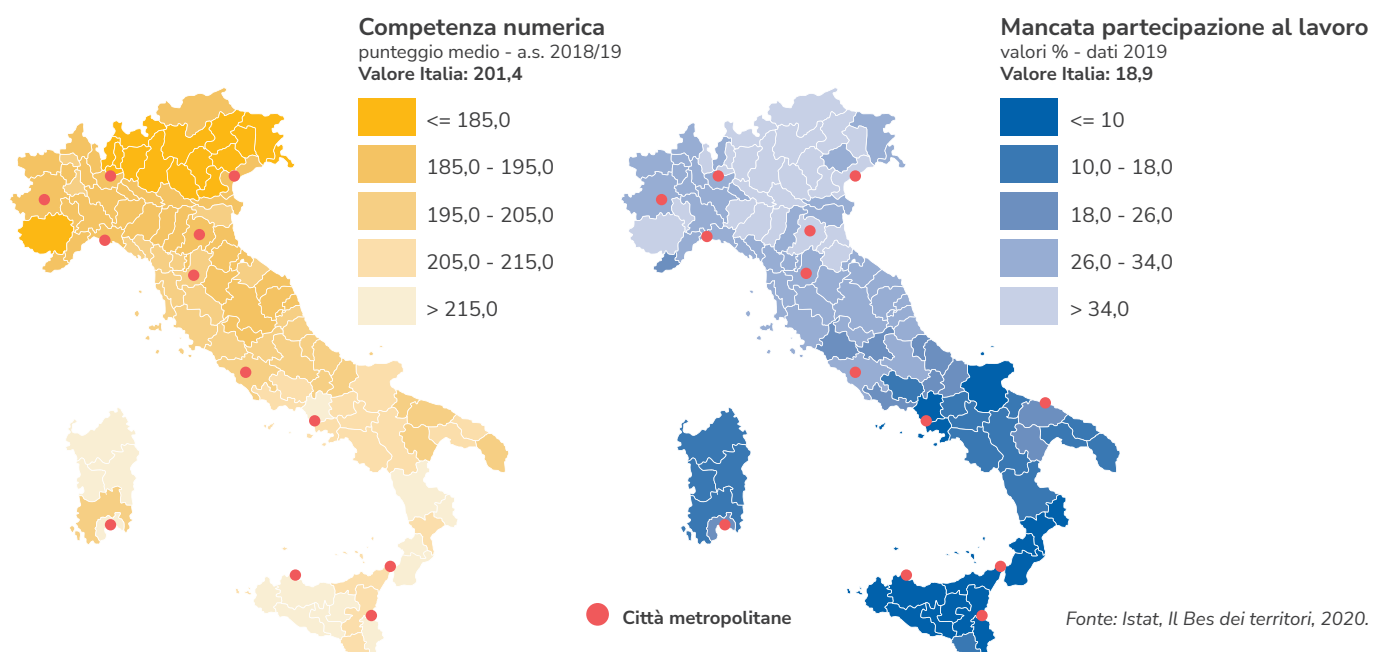 Competenza numerica
punteggio medio - a.s. 2018/19
Valore Italia: 201,4
<= 185,0
185,0 - 195,0
195,0 - 205,0
205,0 - 215,0
> 215,0
Mancata partecipazione al lavoro
valori % - dati 2019
Valore Italia: 18,9
<= 10
10,0 - 18,0
18,0 - 26,0
26,0 - 34,0
> 34,0
Città metropolitane
Fonte: Istat, Il Bes dei territori, 2020.